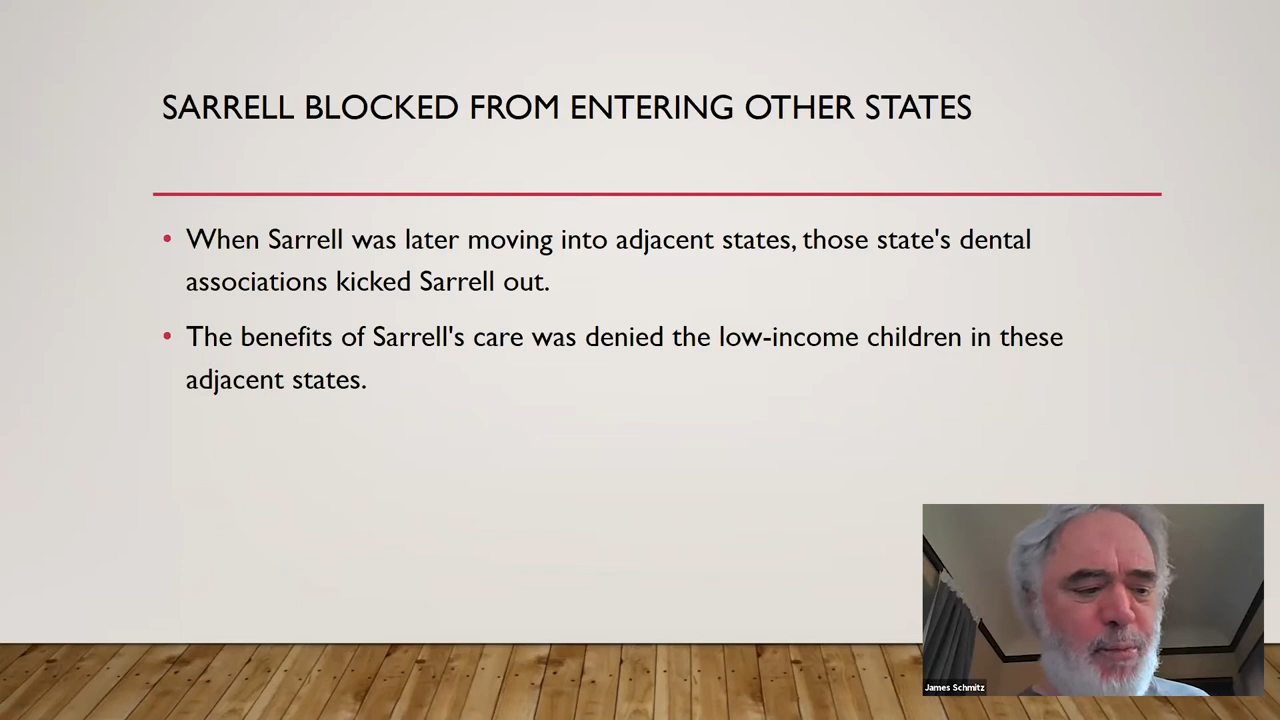 SARRELL BLOCKED FROM ENTERING OTHER STATES
• When Sarrell was later moving into adjacent states, those state's dental
associations kicked Sarrell out.
• The benefits of Sarrell's care was denied the low-income children in these
adjacent states.
James Schmitz